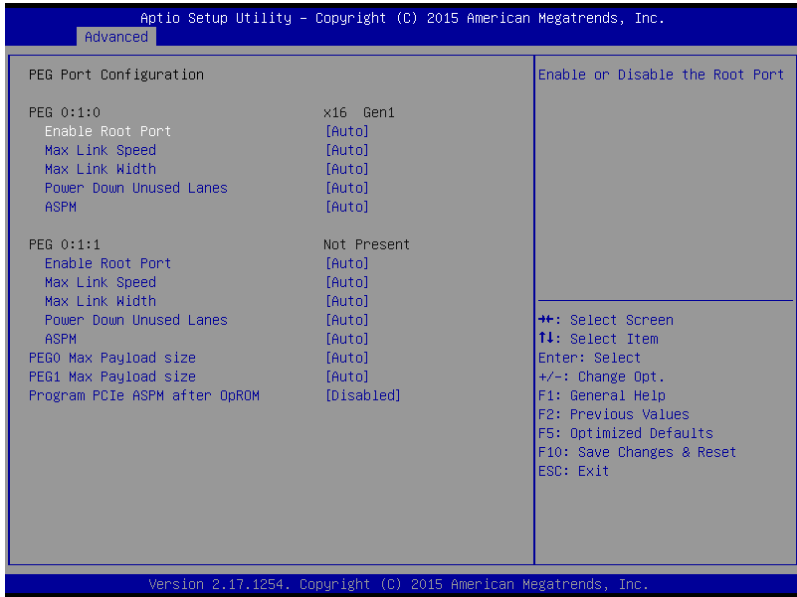 Aptio Setup Utility – Copyright (C) 2015 American Megatrends, Inc.
Advanced
PEG Port Configuration
PEG 0:1:0 x16 Gen1
Enable Root Port [Auto]
Max Link Speed [Auto]
Max Link Width [Auto]
Power Down Unused Lanes [Auto]
ASPM [Auto]
PEG 0:1:1 Not Present
Enable Root Port [Auto]
Max Link Speed [Auto]
Max Link Width [Auto]
Power Down Unused Lanes [Auto]
ASPM [Auto]
PEG0 Max Payload size [Auto]
PEG1 Max Payload size [Auto]
Program PCIe ASPM after OpROM [Disabled]
Enable or Disable the Root Port
→←: Select Screen
↑↓: Select Item
Enter: Select
+/-: Change Opt.
F1: General Help
F2: Previous Values
F5: Optimized Defaults
F10: Save Changes & Reset
ESC: Exit
Version 2.17.1254. Copyright (C) 2015 American Megatrends, Inc.